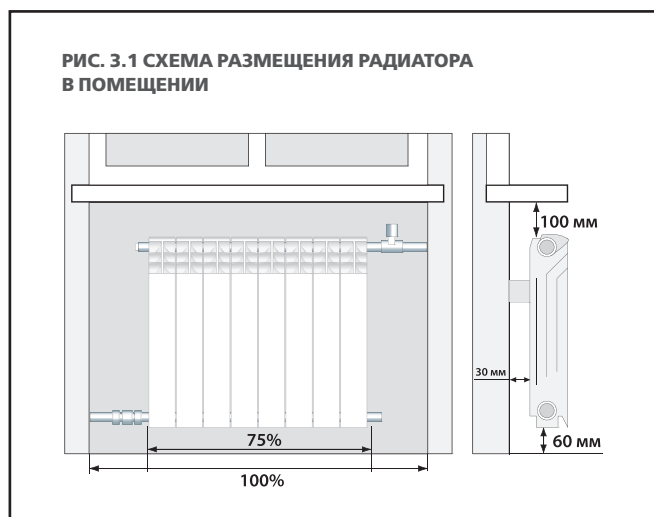 РИС. 3.1 СХЕМА РАЗМЕЩЕНИЯ РАДИАТОРА
В ПОМЕЩЕНИИ
100 мм
30 мм
75%
60 мм
100%